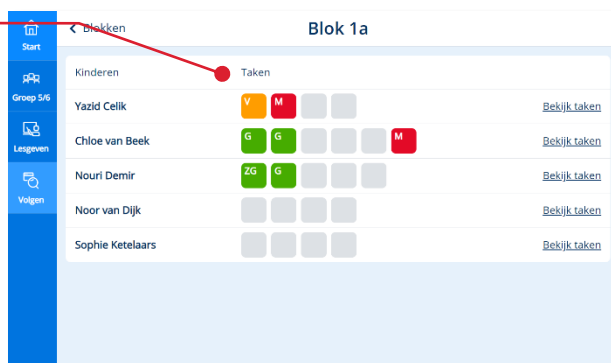 Start
Groep 5/6
Lesgeven
Volgen
Blokken
Blok 1a
Kinderen Taken
Yazid Celik V M Bekijk taken
Chloe van Beek G G M Bekijk taken
Nouri Demir ZG G Bekijk taken
Noor van Dijk Bekijk taken
Sophie Ketelaars Bekijk taken